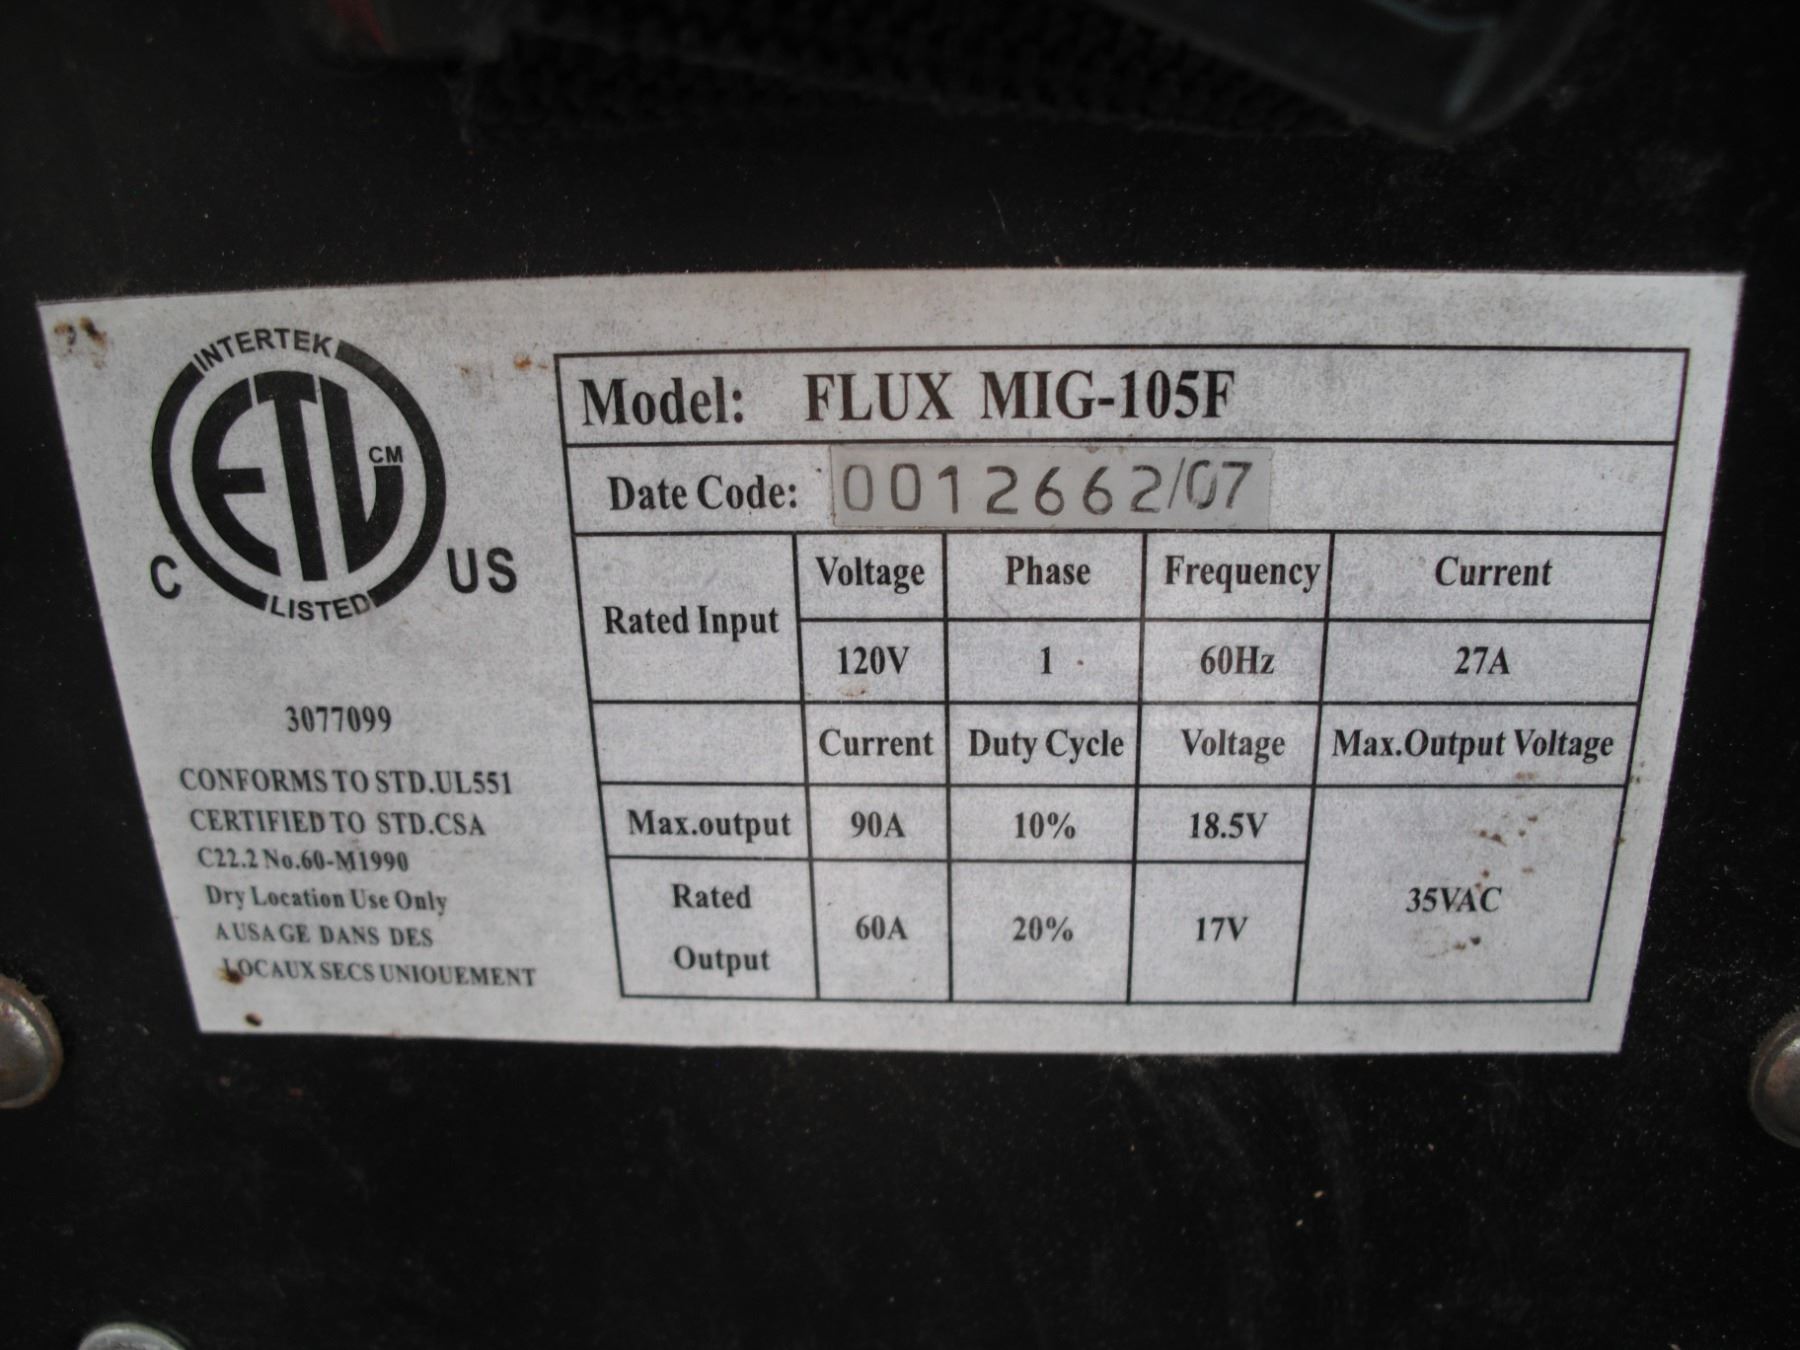 INTERTEK
ETL CM
LISTED
C US
3077099
CONFORMS TO STD.UL551
CERTIFIED TO STD.CSA
C22.2 No.60-M1990
Dry Location Use Only
A USAGE DANS DES
LOCAUX SECS UNIQUEMENT
Model: FLUX MIG-105F
Date Code: 0012662/07
Rated Input Voltage Phase Frequency Current
120V 1 60Hz 27A
Current Duty Cycle Voltage Max.Output Voltage
Max.output 90A 10% 18.5V
Rated Output 60A 20% 17V 35VAC